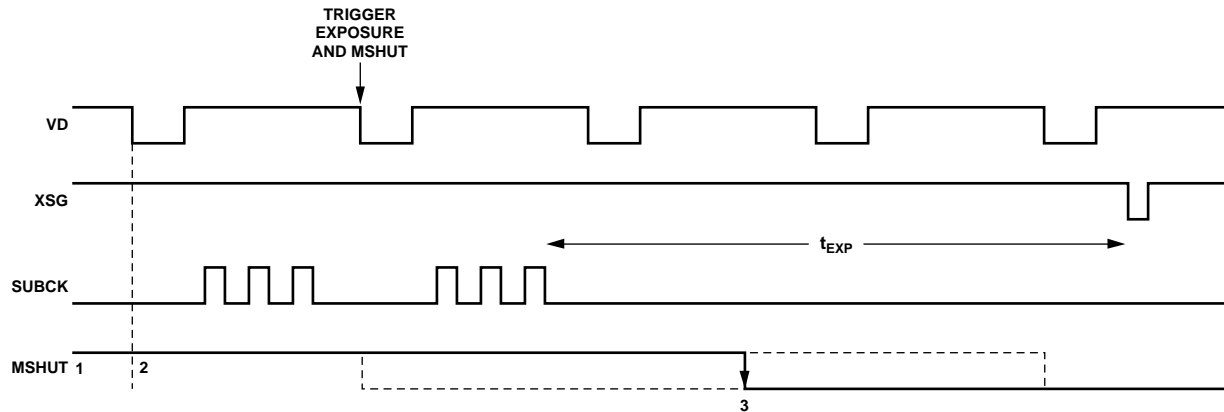 TRIGGER
EXPOSURE
AND MSHUT
VD
XSG
tEXP
SUBCK
MSHUT 1 2
3